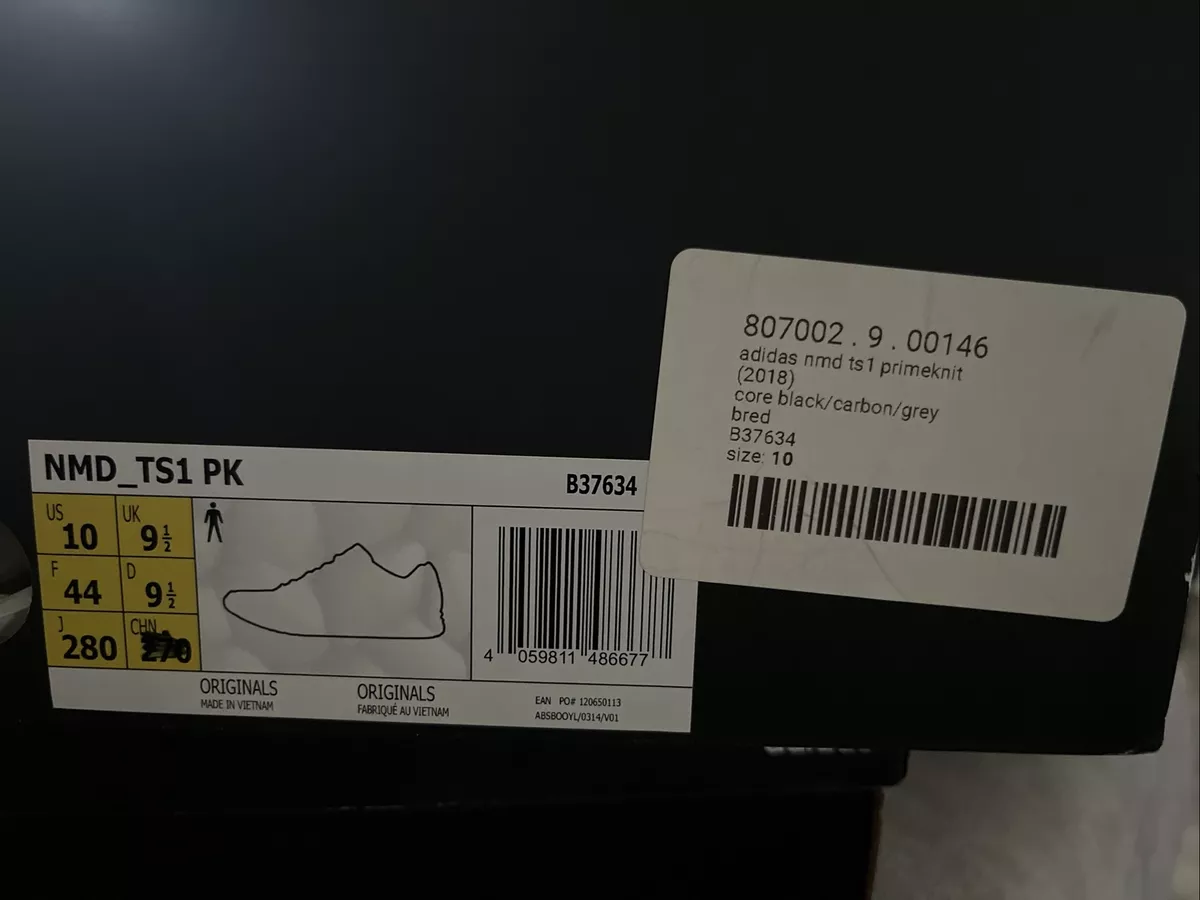 807002 . 9 . 00146
adidas nmd ts1 primeknit
(2018)
core black/carbon/grey
bred
B37634
size: 10
NMD_TS1 PK
B37634
US 10 UK 9½
F 44 D 9½
J 280 CHN 270
4 059811 486677
ORIGINALS
MADE IN VIETNAM
ORIGINALS
FABRIQUÉ AU VIETNAM
EAN PO# 120650113
ABSBOOYL/0314/V01